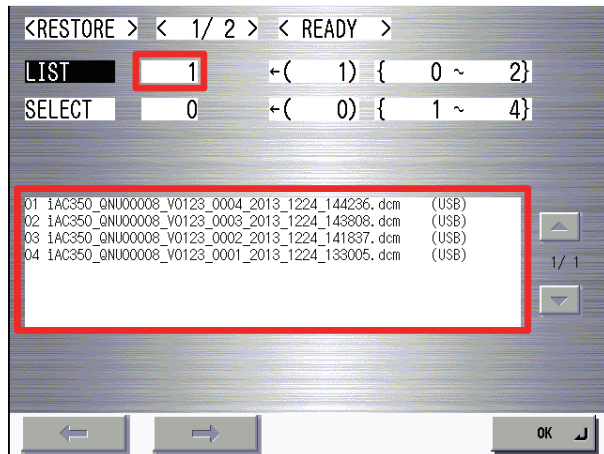 <RESTORE > < 1/ 2 > < READY >
LIST 1 ←( 1) { 0 ~ 2}
SELECT 0 ←( 0) { 1 ~ 4}
01 iAC350_QNU00008_V0123_0004_2013_1224_144236.dcm (USB)
02 iAC350_QNU00008_V0123_0003_2013_1224_143808.dcm (USB)
03 iAC350_QNU00008_V0123_0002_2013_1224_141837.dcm (USB)
04 iAC350_QNU00008_V0123_0001_2013_1224_133005.dcm (USB)
1/ 1
OK